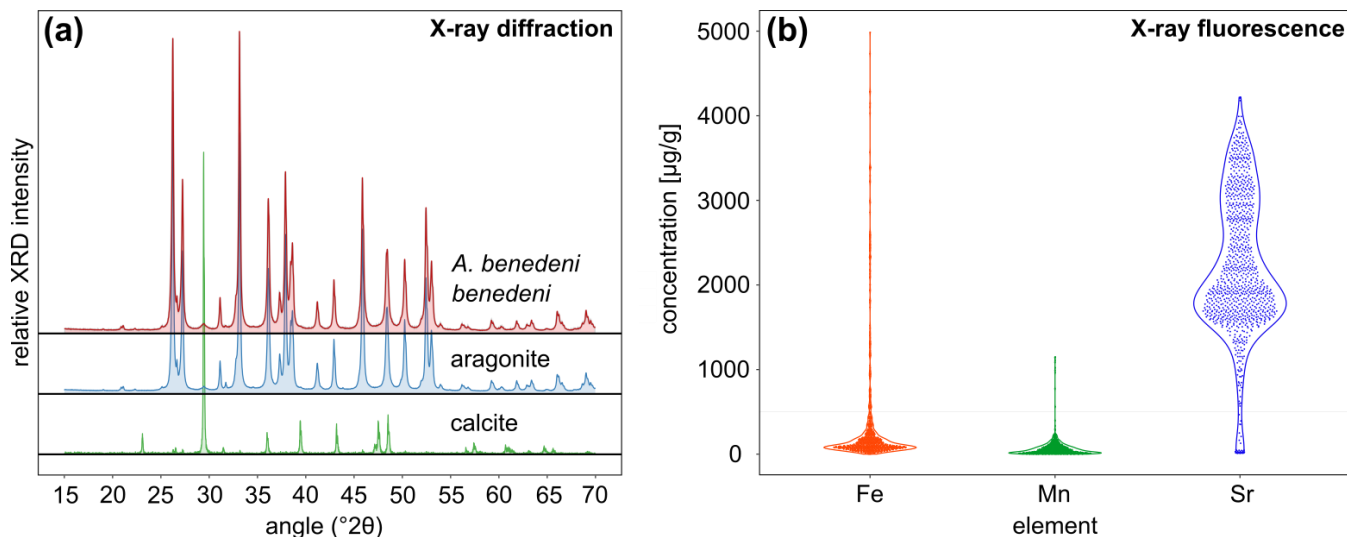 (a)
X-ray diffraction
relative XRD intensity
A. benedeni
benedeni
aragonite
calcite
15 20 25 30 35 40 45 50 55 60 65 70
angle (°2θ)
(b)
X-ray fluorescence
concentration [µg/g]
5000
4000
3000
2000
1000
0
Fe Mn Sr
element